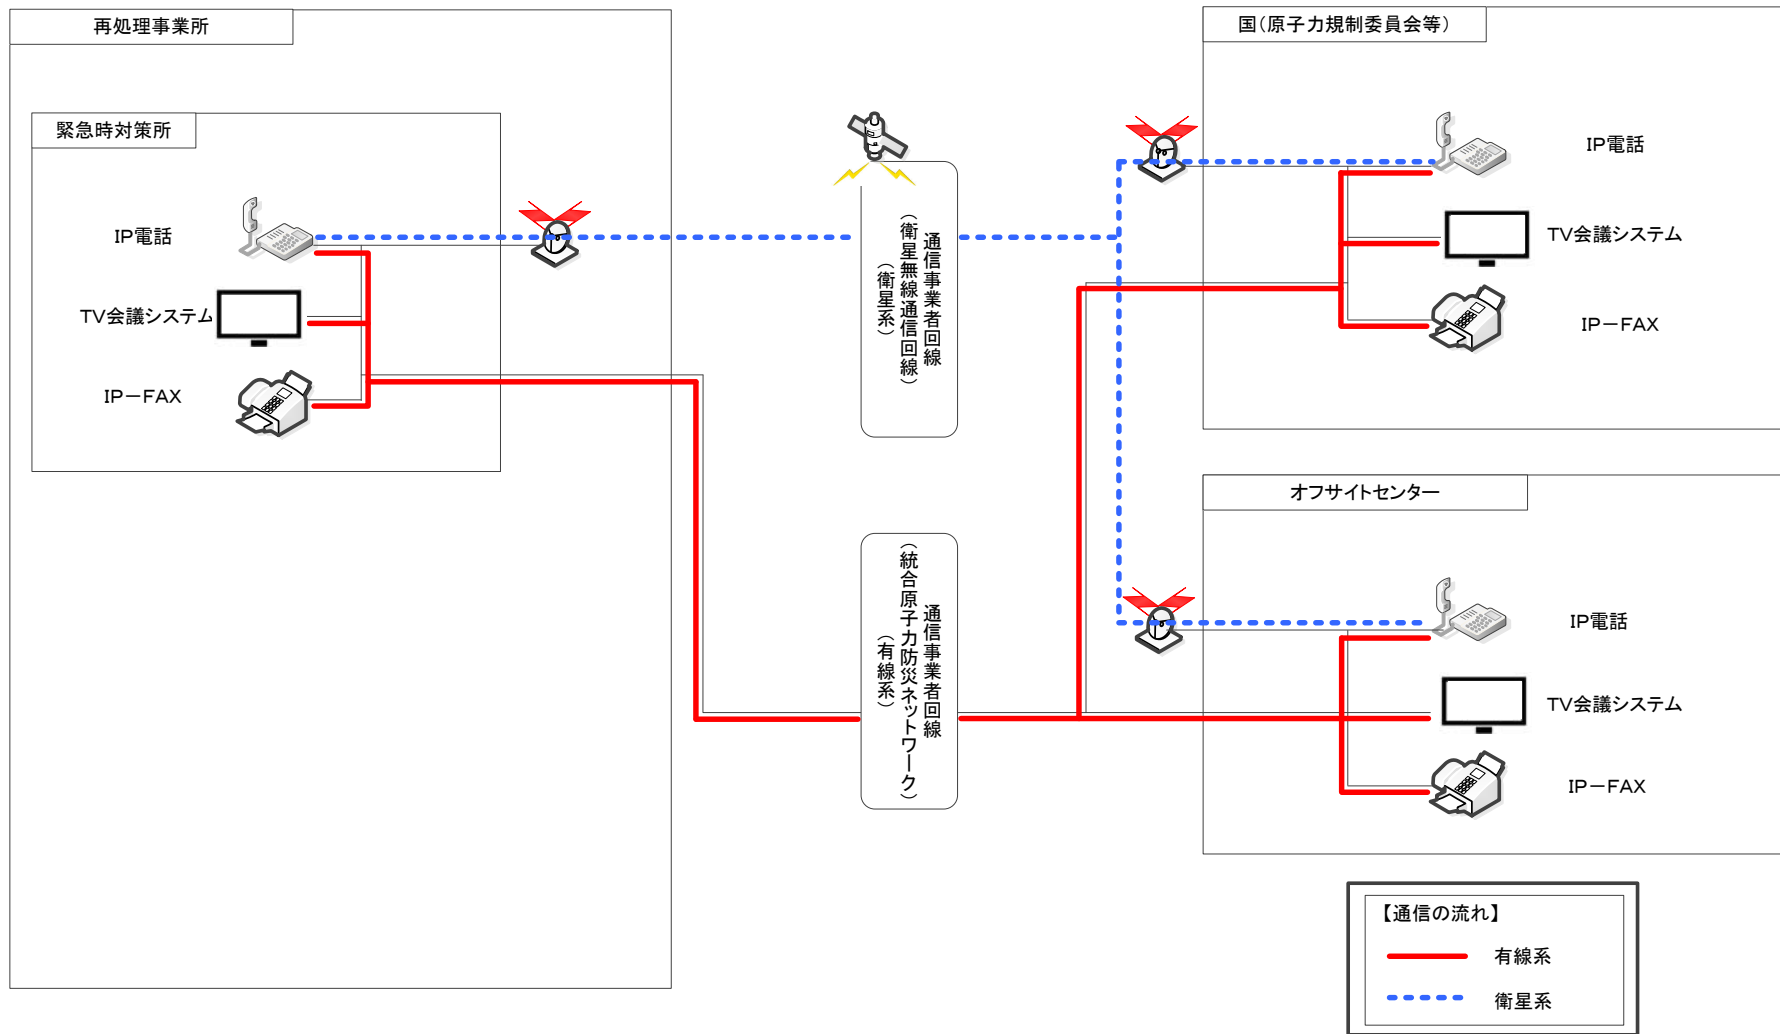 再処理事業所
緊急時対策所
IP電話
TV会議システム
IP－FAX
通信事業者回線
（衛星無線通信回線）
（衛星系）
通信事業者回線
（統合原子力防災ネットワーク）
（有線系）
国（原子力規制委員会等）
IP電話
TV会議システム
IP－FAX
オフサイトセンター
IP電話
TV会議システム
IP－FAX
【通信の流れ】
有線系
衛星系